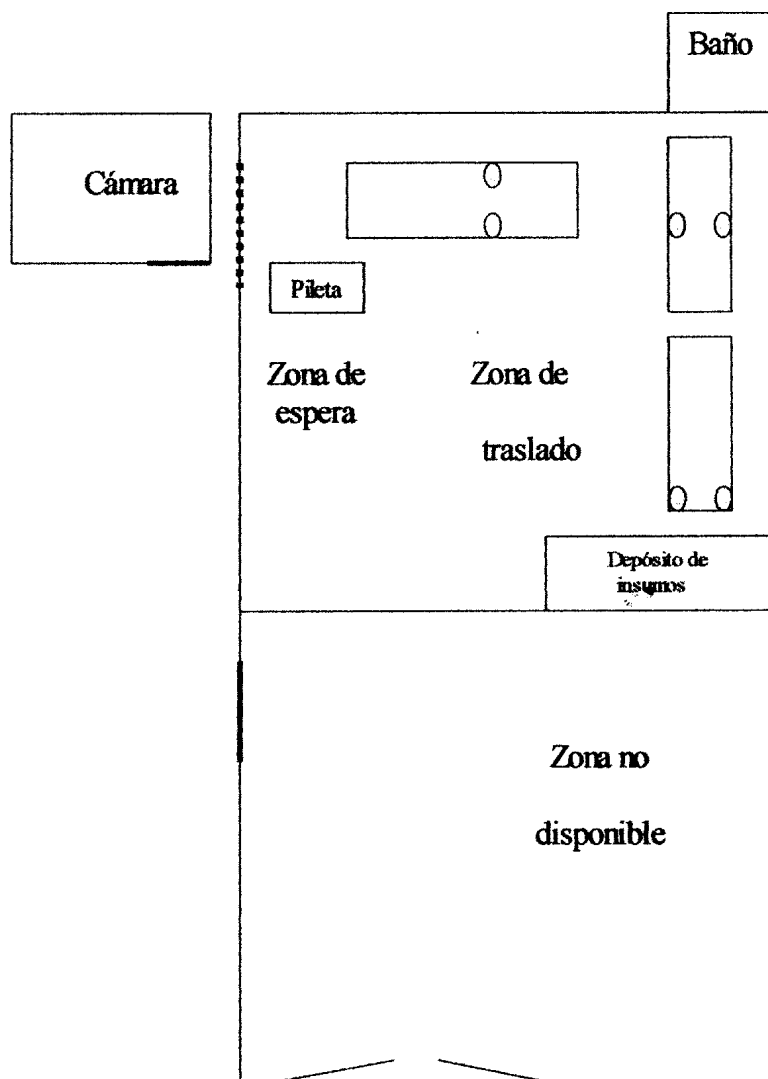 Baño
Cámara
Pileta
Zona de
espera
Zona de
traslado
Depósito de
insumos
Zona no
disponible